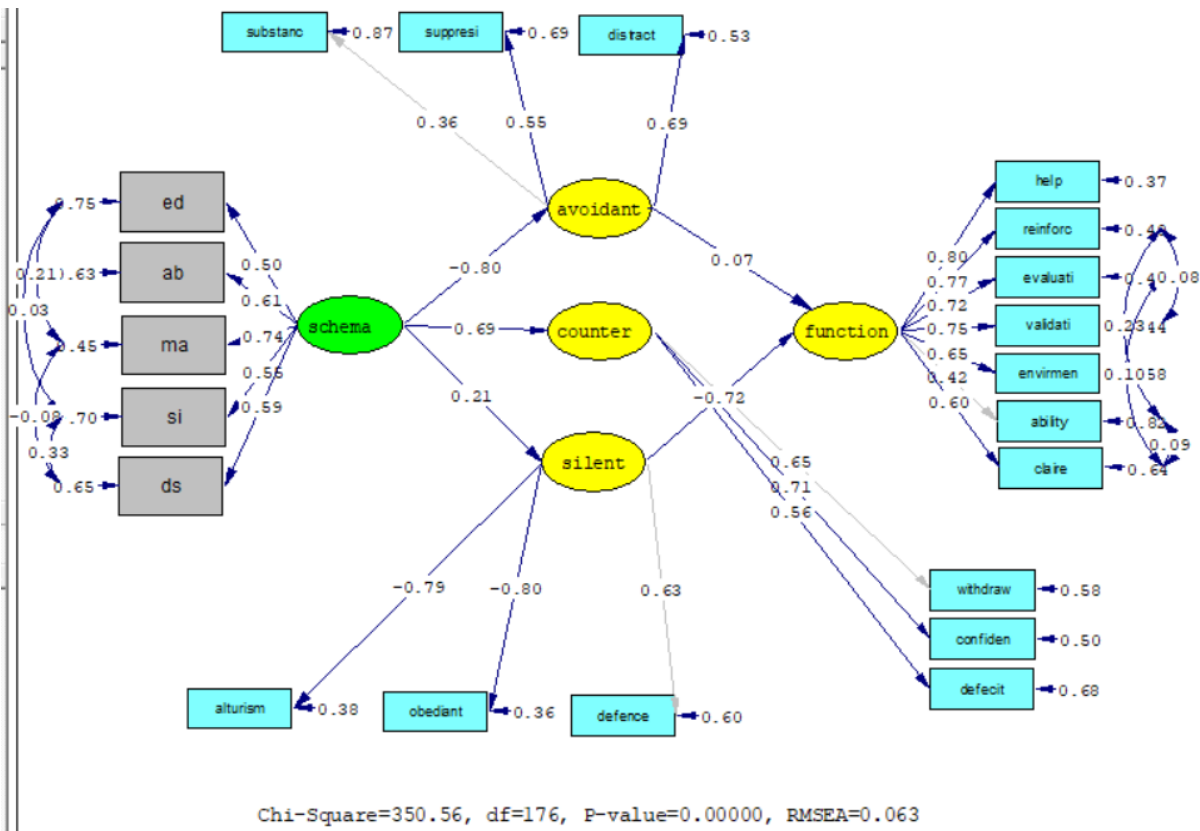 substanc 0.87 suppresi 0.69 distract 0.53
0.36 0.55 0.69
ed 0.75
ab 0.63
ma 0.45
si 0.70
ds 0.65
0.21
0.03
-0.08
0.33
0.50
0.61
0.74
0.59
schema
-0.80
0.69
0.21
avoidant
counter
silent
0.07
-0.72
function
0.80
0.77
0.72
0.75
0.65
0.42
0.60
help 0.37
reinforc
evaluati
validati
envirmen
ability 0.82
claire 0.64
0.08
0.09
0.65
0.71
0.56
withdraw 0.58
confiden 0.50
defecit 0.68
-0.79 -0.80 0.63
alturism 0.38 obediant 0.36 defence 0.60
Chi-Square=350.56, df=176, P-value=0.00000, RMSEA=0.063